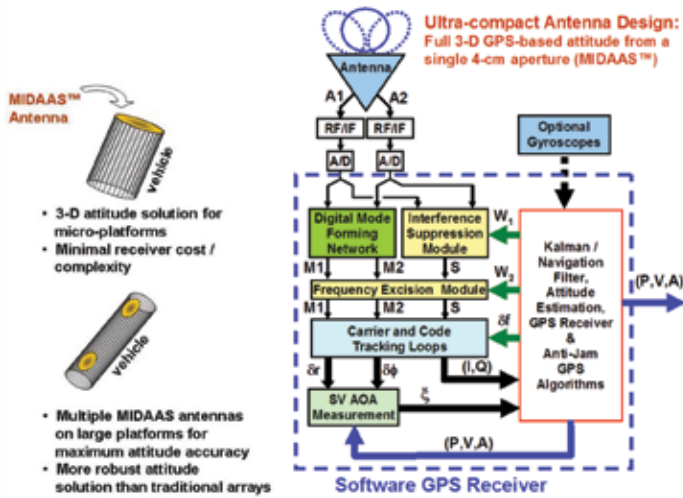 Ultra-compact Antenna Design:
Full 3-D GPS-based attitude from a
single 4-cm aperture (MIDAAS™)
MIDAAS™
Antenna
vehicle
• 3-D attitude solution for
micro-platforms
• Minimal receiver cost /
complexity
vehicle
• Multiple MIDAAS antennas
on large platforms for
maximum attitude accuracy
• More robust attitude
solution than traditional arrays
Antenna
A1 A2
RF/IF RF/IF
A/D A/D
Optional
Gyroscopes
Digital Mode
Forming
Network
Interference
Suppression
Module
W₁
M1 M2 S
Frequency Excision Module
W₂
M1 M2 S
Carrier and Code
Tracking Loops
δf
δr δϕ (I,Q)
SV AOA
Measurement
ξ
Kalman /
Navigation
Filter,
Attitude
Estimation,
GPS Receiver
&
Anti-Jam
GPS
Algorithms
(P,V,A)
(P,V,A)
Software GPS Receiver